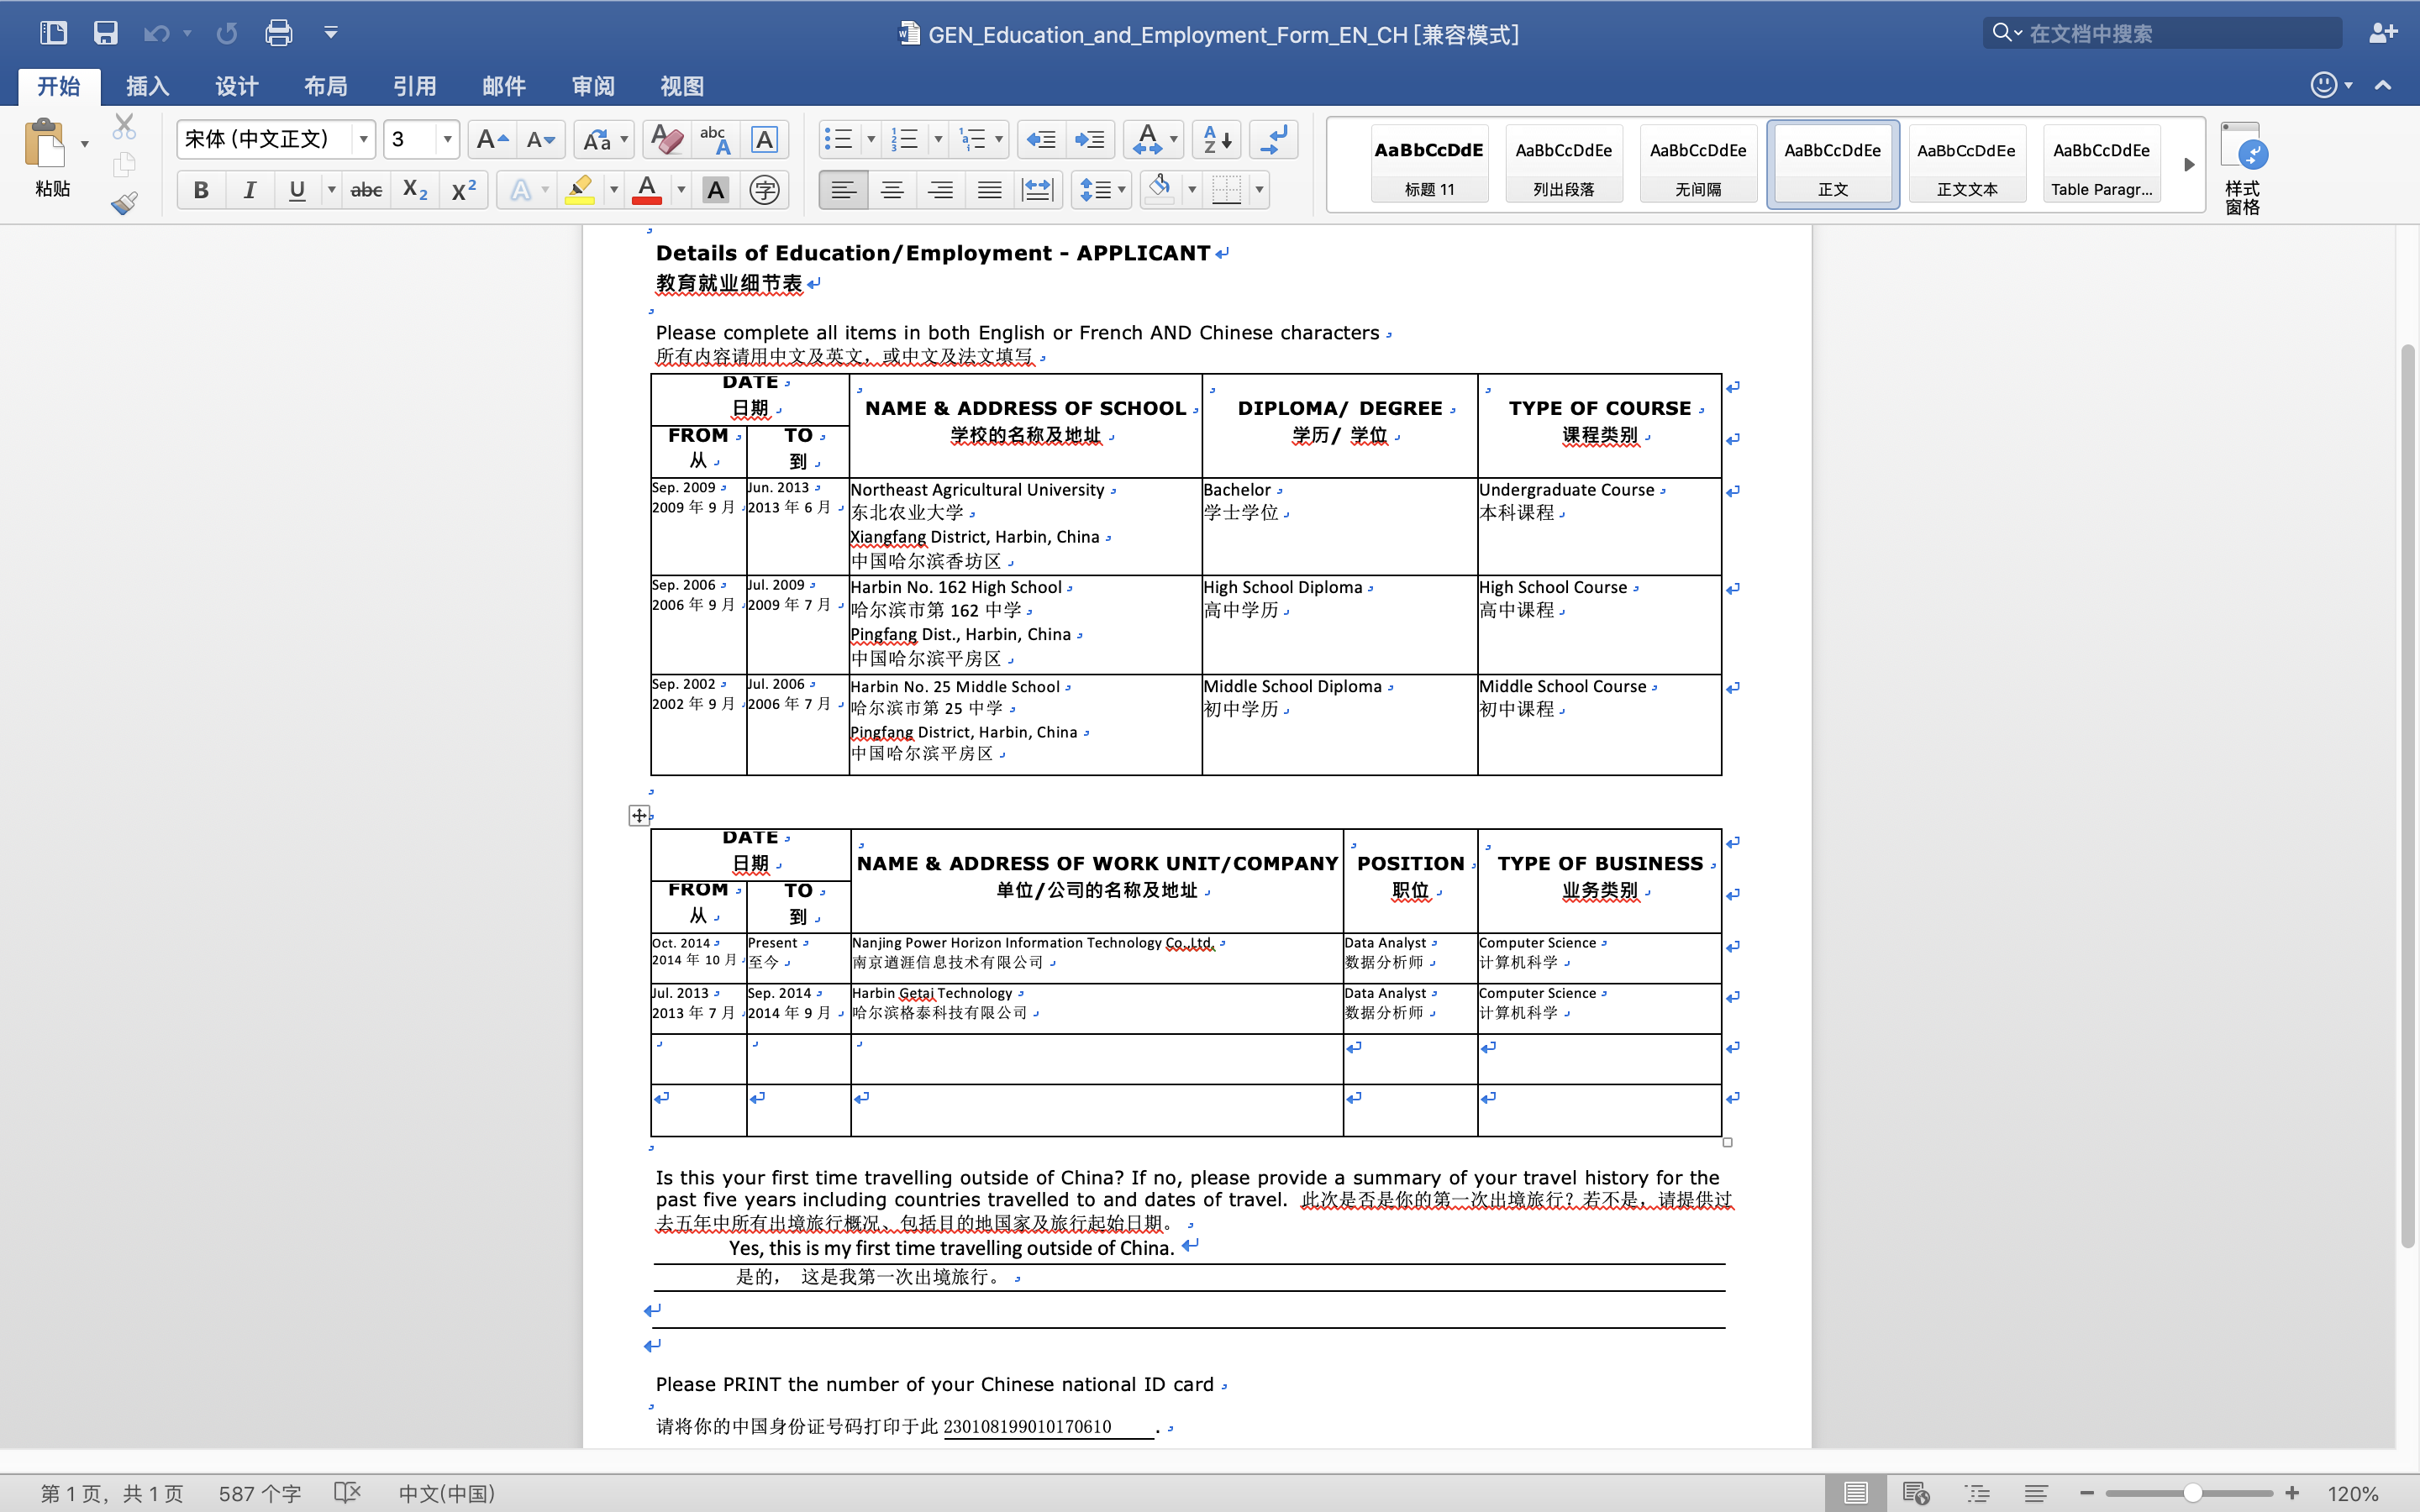 GEN_Education_and_Employment_Form_EN_CH [兼容模式]
在文档中搜索
开始 插入 设计 布局 引用 邮件 审阅 视图
粘贴
宋体 (中文正文) 3
AaBbCcDdE AaBbCcDdEe AaBbCcDdEe AaBbCcDdEe AaBbCcDdEe AaBbCcDdEe
标题 11 列出段落 无间隔 正文 正文文本 Table Paragr...
样式
窗格
Details of Education/Employment - APPLICANT
教育就业细节表
Please complete all items in both English or French AND Chinese characters
所有内容请用中文及英文，或中文及法文填写
DATE
日期
FROM
从
TO
到
NAME & ADDRESS OF SCHOOL
学校的名称及地址
DIPLOMA/ DEGREE
学历/ 学位
TYPE OF COURSE
课程类别
Sep. 2009
2009 年 9 月
Jun. 2013
2013 年 6 月
Northeast Agricultural University
东北农业大学
Xiangfang District, Harbin, China
中国哈尔滨香坊区
Bachelor
学士学位
Undergraduate Course
本科课程
Sep. 2006
2006 年 9 月
Jul. 2009
2009 年 7 月
Harbin No. 162 High School
哈尔滨市第 162 中学
Pingfang Dist., Harbin, China
中国哈尔滨平房区
High School Diploma
高中学历
High School Course
高中课程
Sep. 2002
2002 年 9 月
Jul. 2006
2006 年 7 月
Harbin No. 25 Middle School
哈尔滨市第 25 中学
Pingfang District, Harbin, China
中国哈尔滨平房区
Middle School Diploma
初中学历
Middle School Course
初中课程
DATE
日期
FROM
从
TO
到
NAME & ADDRESS OF WORK UNIT/COMPANY
单位/公司的名称及地址
POSITION
职位
TYPE OF BUSINESS
业务类别
Oct. 2014
2014 年 10 月
Present
至今
Nanjing Power Horizon Information Technology Co.,Ltd.
南京遒涯信息技术有限公司
Data Analyst
数据分析师
Computer Science
计算机科学
Jul. 2013
2013 年 7 月
Sep. 2014
2014 年 9 月
Harbin Getai Technology
哈尔滨格泰科技有限公司
Data Analyst
数据分析师
Computer Science
计算机科学
Is this your first time travelling outside of China? If no, please provide a summary of your travel history for the
past five years including countries travelled to and dates of travel. 此次是否是你的第一次出境旅行？若不是，请提供过
去五年中所有出境旅行概况、包括目的地国家及旅行起始日期。
Yes, this is my first time travelling outside of China.
是的， 这是我第一次出境旅行。
Please PRINT the number of your Chinese national ID card
请将你的中国身份证号码打印于此 230108199010170610 .
第 1 页，共 1 页 587 个字 中文(中国) 120%